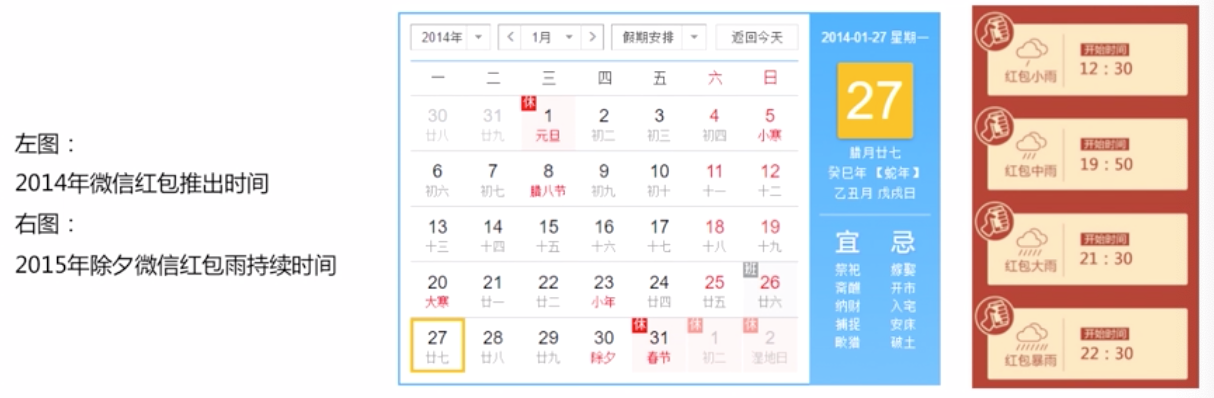 左图：
2014年微信红包推出时间
右图：
2015年除夕微信红包雨持续时间
2014年 1月 假期安排 返回今天
一 二 三 四 五 六 日
休
30 31 1 2 3 4 5
廿八 廿九 元旦 初二 初三 初四 小寒
6 7 8 9 10 11 12
初六 初七 腊八节 初九 初十 十一 十二
13 14 15 16 17 18 19
十三 十四 十五 十六 十七 十八 十九
班
20 21 22 23 24 25 26
大寒 廿一 廿二 小年 廿四 廿五 廿六
休 休 休
27 28 29 30 31 1 2
廿七 廿八 廿九 除夕 春节 初二 湿地日
2014-01-27 星期一
27
腊月廿七
癸巳年【蛇年】
乙丑月 戊戌日
宜 忌
祭祀 嫁娶
斋醮 开市
纳财 入宅
捕捉 安床
畋猎 破土
开始时间
红包小雨 12：30
开始时间
红包中雨 19：50
开始时间
红包大雨 21：30
开始时间
红包暴雨 22：30